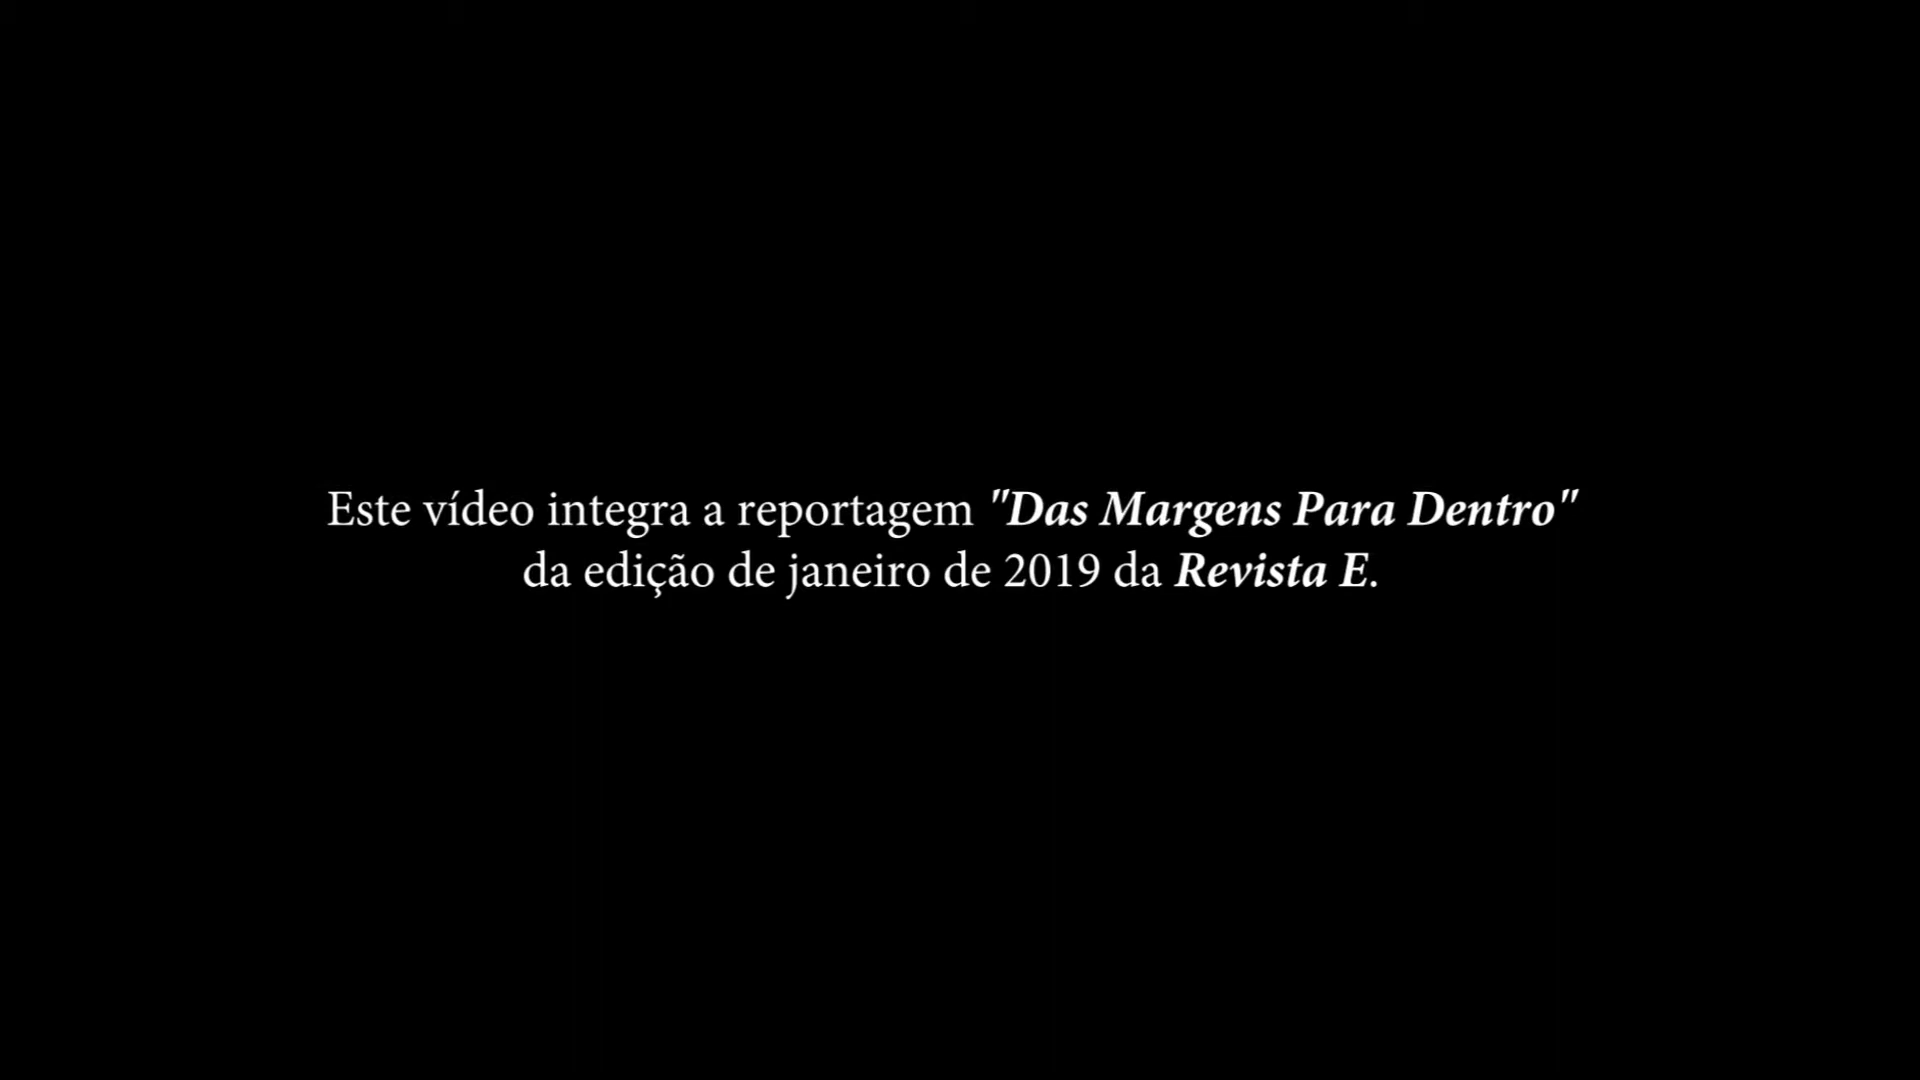 Este vídeo integra a reportagem "Das Margens Para Dentro"
da edição de janeiro de 2019 da Revista E.